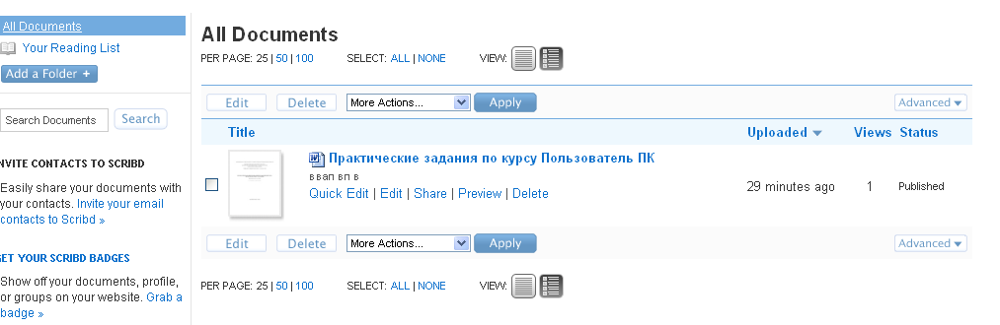 All Documents
Your Reading List
Add a Folder +
Search Documents
Search
NVITE CONTACTS TO SCRIBD
Easily share your documents with
your contacts. Invite your email
contacts to Scribd »
GET YOUR SCRIBD BADGES
Show off your documents, profile,
or groups on your website. Grab a
badge »
All Documents
PER PAGE: 25 | 50 | 100 SELECT: ALL | NONE VIEW:
Edit Delete More Actions... Apply Advanced
Title Uploaded Views Status
Практические задания по курсу Пользователь ПК
в вап вп в
Quick Edit | Edit | Share | Preview | Delete
29 minutes ago 1 Published
Edit Delete More Actions... Apply Advanced
PER PAGE: 25 | 50 | 100 SELECT: ALL | NONE VIEW: